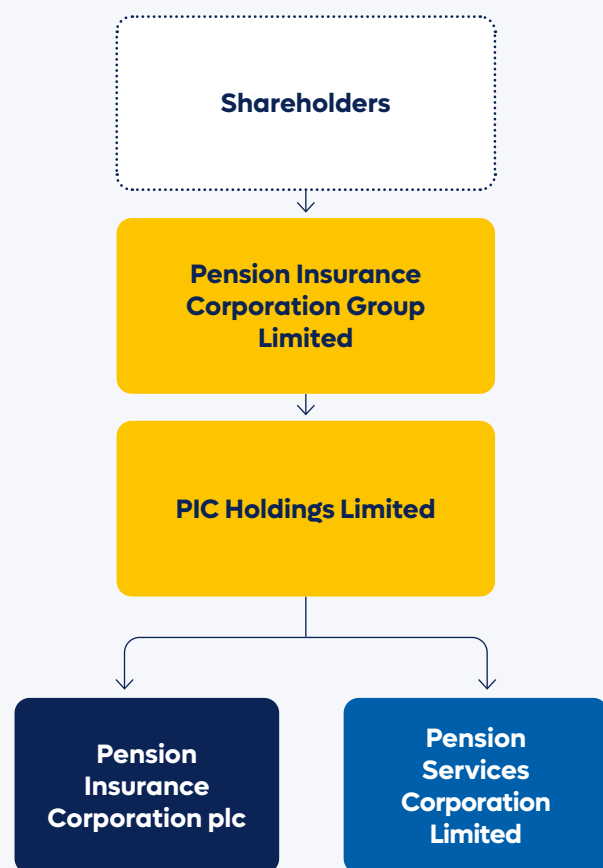 Shareholders
Pension Insurance
Corporation Group
Limited
PIC Holdings Limited
Pension
Insurance
Corporation plc
Pension
Services
Corporation
Limited